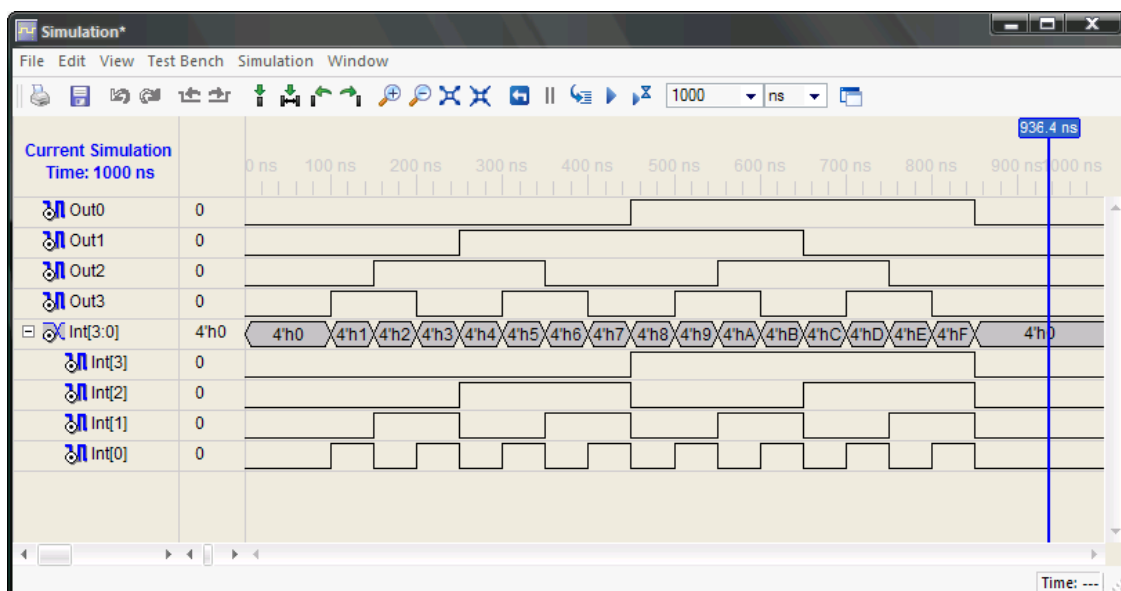 Simulation*
File Edit View Test Bench Simulation Window
1000 ns
936.4 ns
Current Simulation
Time: 1000 ns
0 ns 100 ns 200 ns 300 ns 400 ns 500 ns 600 ns 700 ns 800 ns 900 ns 1000 ns
Out0 0
Out1 0
Out2 0
Out3 0
Int[3:0] 4'h0 4'h0 4'h1 4'h2 4'h3 4'h4 4'h5 4'h6 4'h7 4'h8 4'h9 4'hA 4'hB 4'hC 4'hD 4'hE 4'hF 4'h0
Int[3] 0
Int[2] 0
Int[1] 0
Int[0] 0
Time: ---